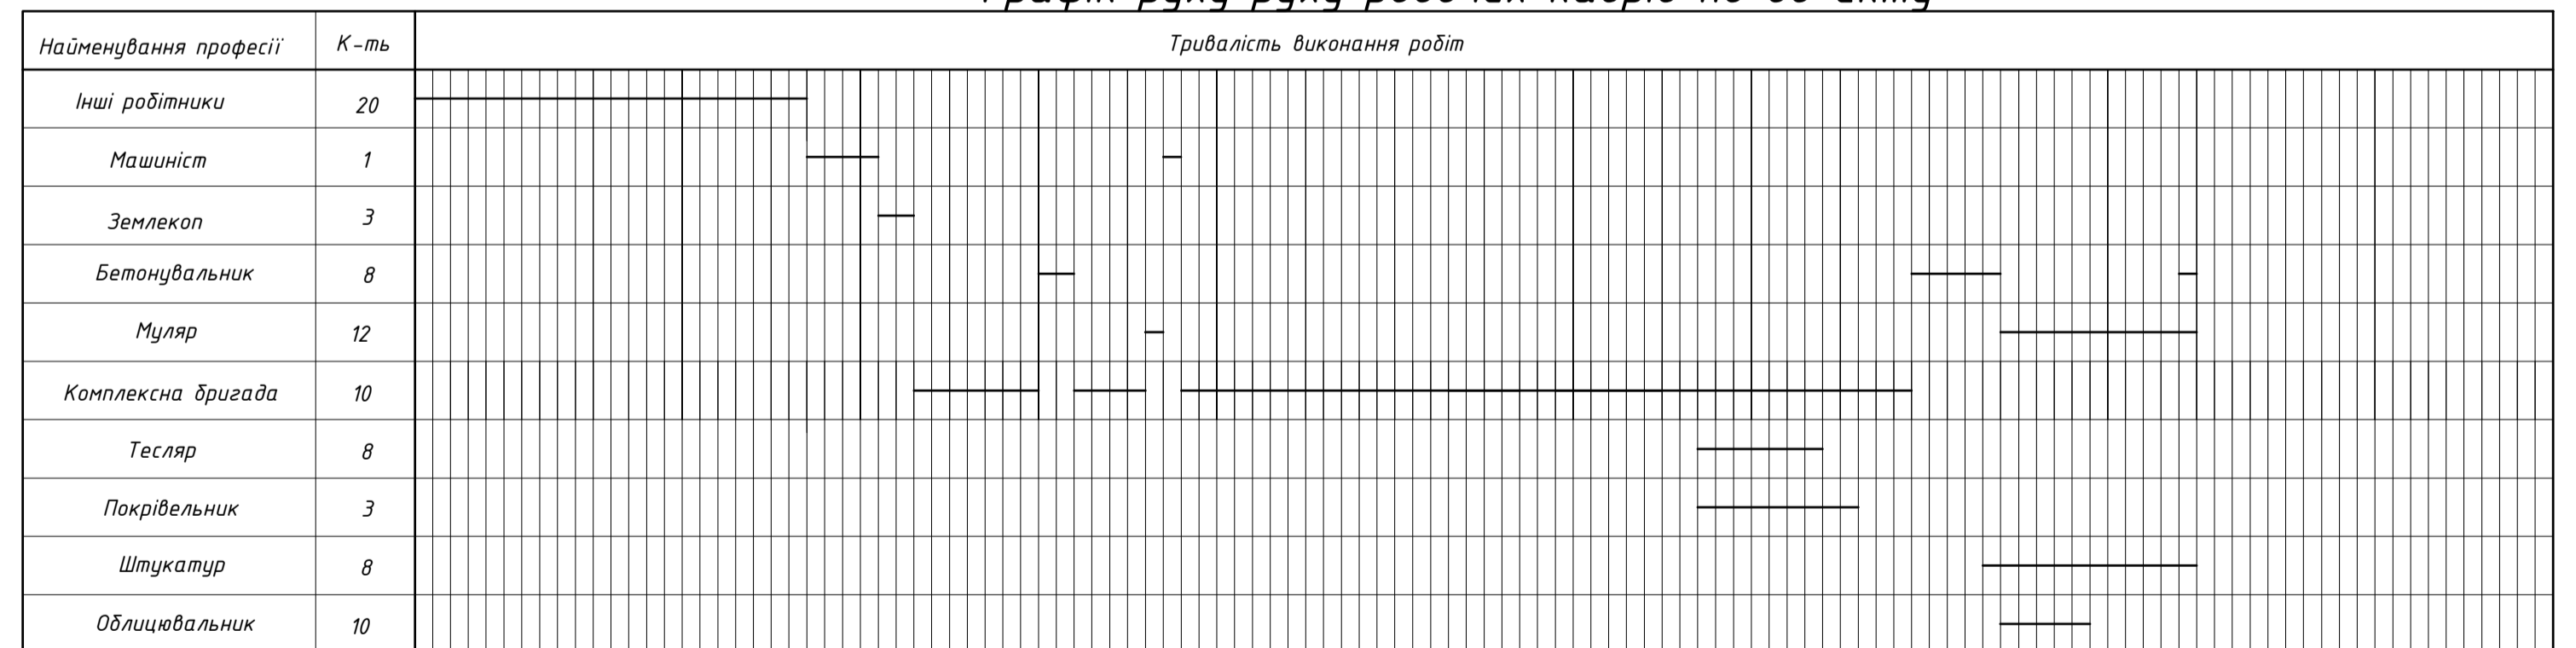 Найменування професії К-ть Тривалість виконання робіт
Інші робітники 20
Машиніст 1
Землекоп 3
Бетонувальник 8
Муляр 12
Комплексна бригада 10
Тесляр 8
Покрівельник 3
Штукатур 8
Облицювальник 10